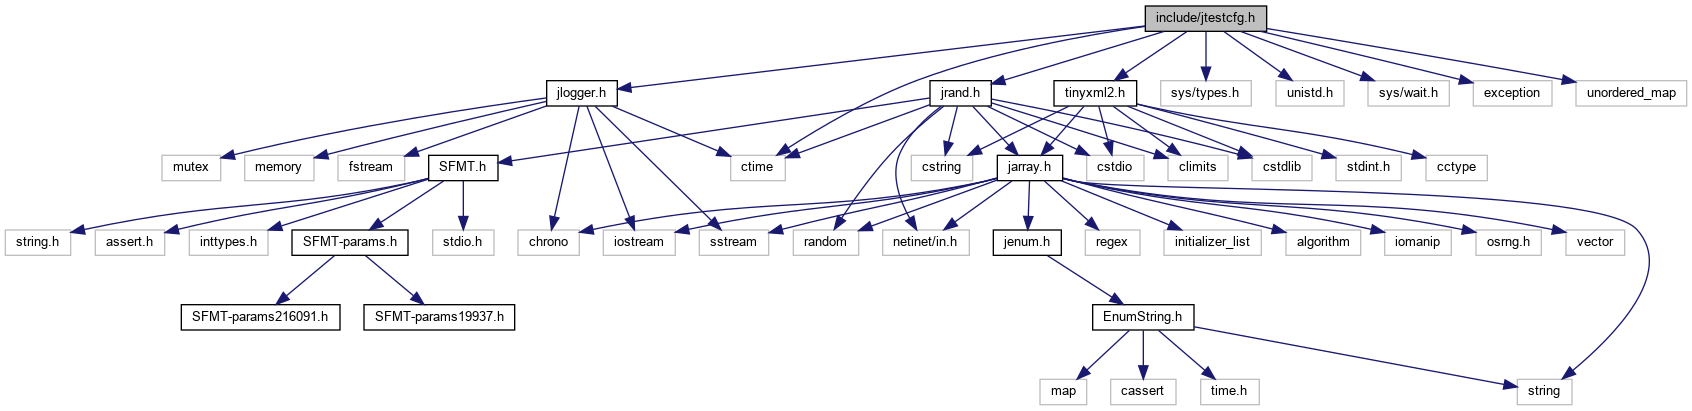 include/jtestcfg.h
jlogger.h
jrand.h
tinyxml2.h
sys/types.h
unistd.h
sys/wait.h
exception
unordered_map
mutex
memory
fstream
SFMT.h
ctime
cstring
jarray.h
cstdio
climits
cstdlib
stdint.h
cctype
string.h
assert.h
inttypes.h
SFMT-params.h
stdio.h
chrono
iostream
sstream
random
netinet/in.h
jenum.h
regex
initializer_list
algorithm
iomanip
osrng.h
vector
SFMT-params216091.h
SFMT-params19937.h
EnumString.h
map
cassert
time.h
string